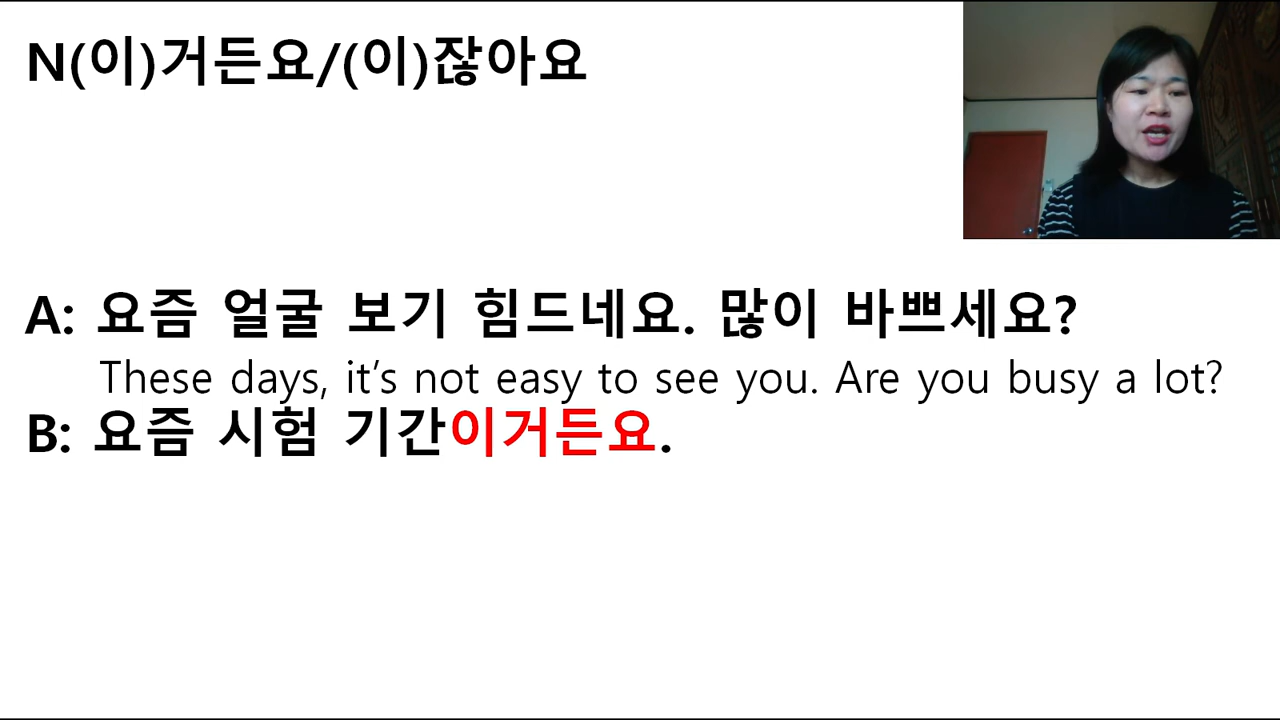 N(이)거든요/(이)잖아요
A: 요즘 얼굴 보기 힘드네요. 많이 바쁘세요?
These days, it’s not easy to see you. Are you busy a lot?
B: 요즘 시험 기간이거든요.